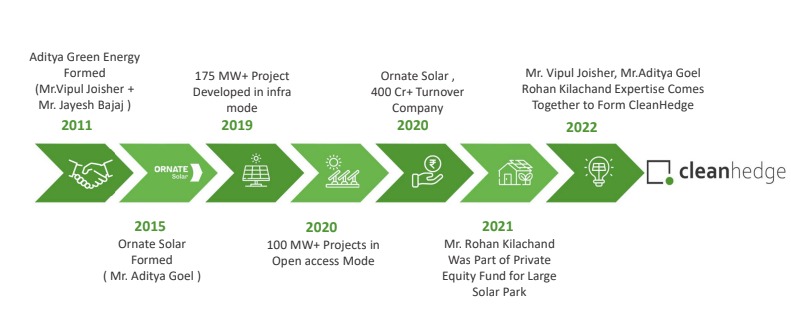 Aditya Green Energy
Formed
(Mr.Vipul Joisher +
Mr. Jayesh Bajaj )
2011
175 MW+ Project
Developed in infra
mode
2019
Ornate Solar ,
400 Cr+ Turnover
Company
2020
Mr. Vipul Joisher, Mr.Aditya Goel
Rohan Kilachand Expertise Comes
Together to Form CleanHedge
2022
ORNATE
Solar
₹
cleanhedge
2015
Ornate Solar
Formed
( Mr. Aditya Goel )
2020
100 MW+ Projects in
Open access Mode
2021
Mr. Rohan Kilachand
Was Part of Private
Equity Fund for Large
Solar Park